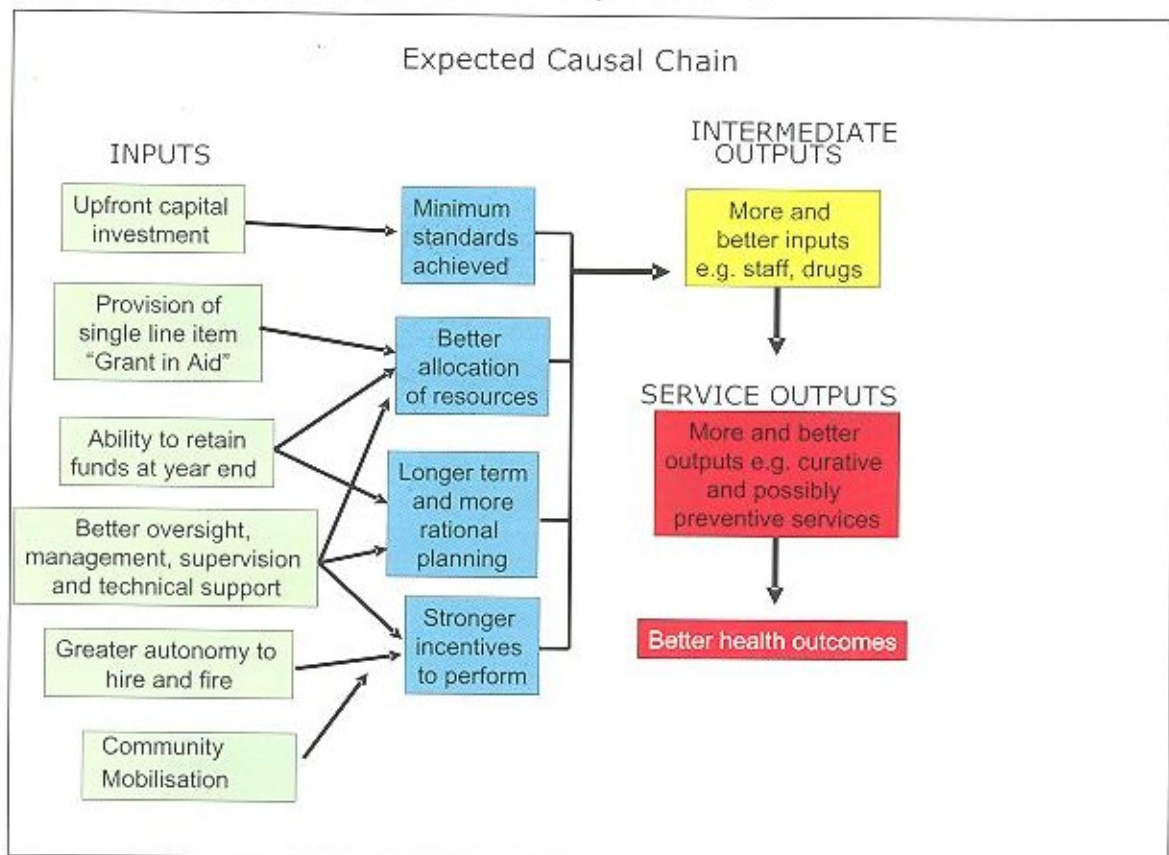 Expected Causal Chain
INPUTS
Upfront capital
investment
Provision of
single line item
“Grant in Aid”
Ability to retain
funds at year end
Better oversight,
management, supervision
and technical support
Greater autonomy to
hire and fire
Community
Mobilisation
Minimum
standards
achieved
Better
allocation
of resources
Longer term
and more
rational
planning
Stronger
incentives
to perform
INTERMEDIATE
OUTPUTS
More and
better inputs
e.g. staff, drugs
SERVICE OUTPUTS
More and better
outputs e.g. curative
and possibly
preventive services
Better health outcomes